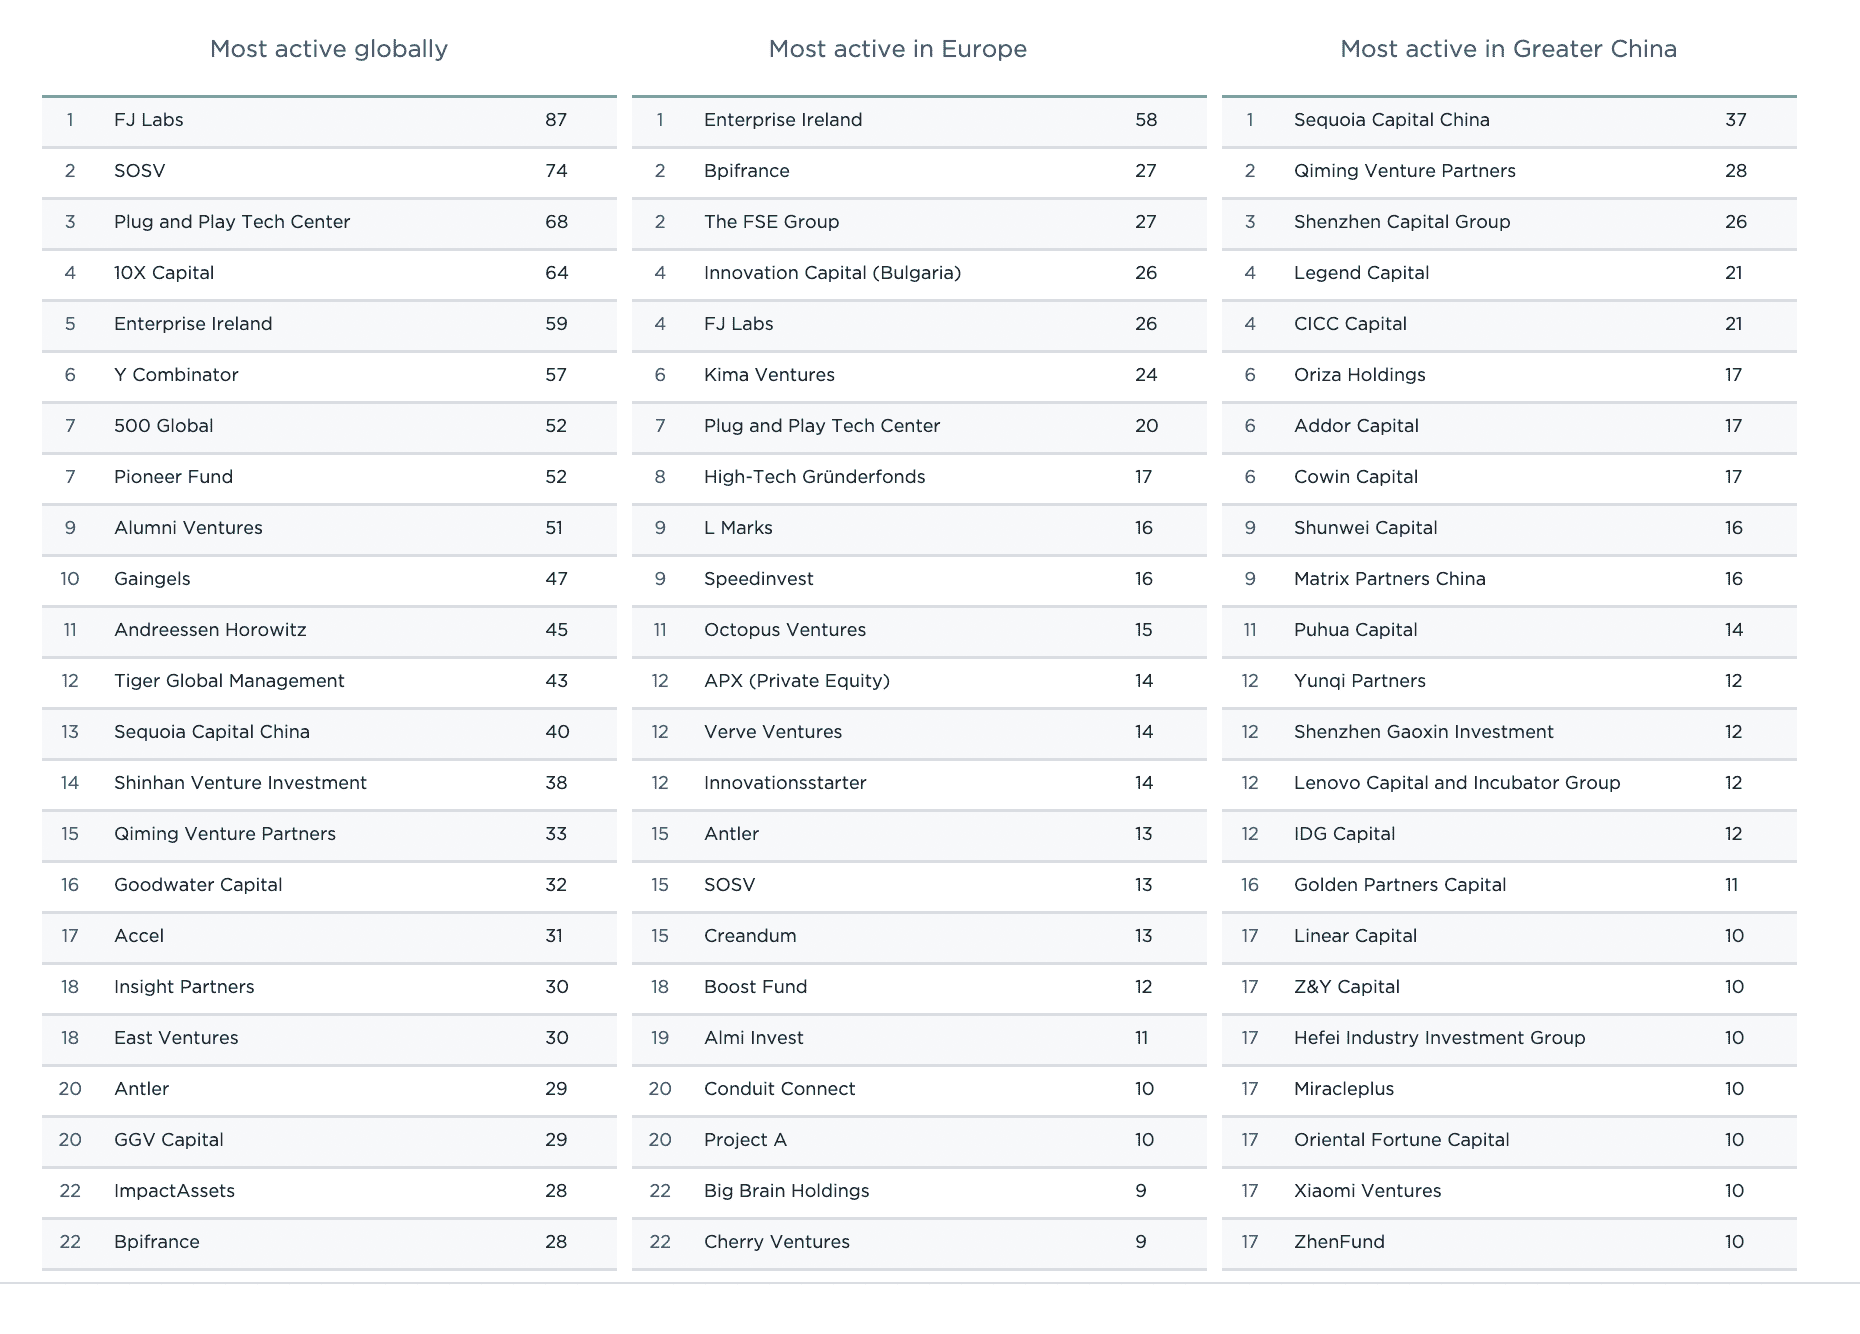 Most active globally
1 FJ Labs 87
2 SOSV 74
3 Plug and Play Tech Center 68
4 10X Capital 64
5 Enterprise Ireland 59
6 Y Combinator 57
7 500 Global 52
7 Pioneer Fund 52
9 Alumni Ventures 51
10 Gaingels 47
11 Andreessen Horowitz 45
12 Tiger Global Management 43
13 Sequoia Capital China 40
14 Shinhan Venture Investment 38
15 Qiming Venture Partners 33
16 Goodwater Capital 32
17 Accel 31
18 Insight Partners 30
18 East Ventures 30
20 Antler 29
20 GGV Capital 29
22 ImpactAssets 28
22 Bpifrance 28
Most active in Europe
1 Enterprise Ireland 58
2 Bpifrance 27
2 The FSE Group 27
4 Innovation Capital (Bulgaria) 26
4 FJ Labs 26
6 Kima Ventures 24
7 Plug and Play Tech Center 20
8 High-Tech Gründerfonds 17
9 L Marks 16
9 Speedinvest 16
11 Octopus Ventures 15
12 APX (Private Equity) 14
12 Verve Ventures 14
12 Innovationsstarter 14
15 Antler 13
15 SOSV 13
15 Creandum 13
18 Boost Fund 12
19 Almi Invest 11
20 Conduit Connect 10
20 Project A 10
22 Big Brain Holdings 9
22 Cherry Ventures 9
Most active in Greater China
1 Sequoia Capital China 37
2 Qiming Venture Partners 28
3 Shenzhen Capital Group 26
4 Legend Capital 21
4 CICC Capital 21
6 Oriza Holdings 17
6 Addor Capital 17
6 Cowin Capital 17
9 Shunwei Capital 16
9 Matrix Partners China 16
11 Puhua Capital 14
12 Yunqi Partners 12
12 Shenzhen Gaoxin Investment 12
12 Lenovo Capital and Incubator Group 12
12 IDG Capital 12
16 Golden Partners Capital 11
17 Linear Capital 10
17 Z&Y Capital 10
17 Hefei Industry Investment Group 10
17 Miracleplus 10
17 Oriental Fortune Capital 10
17 Xiaomi Ventures 10
17 ZhenFund 10